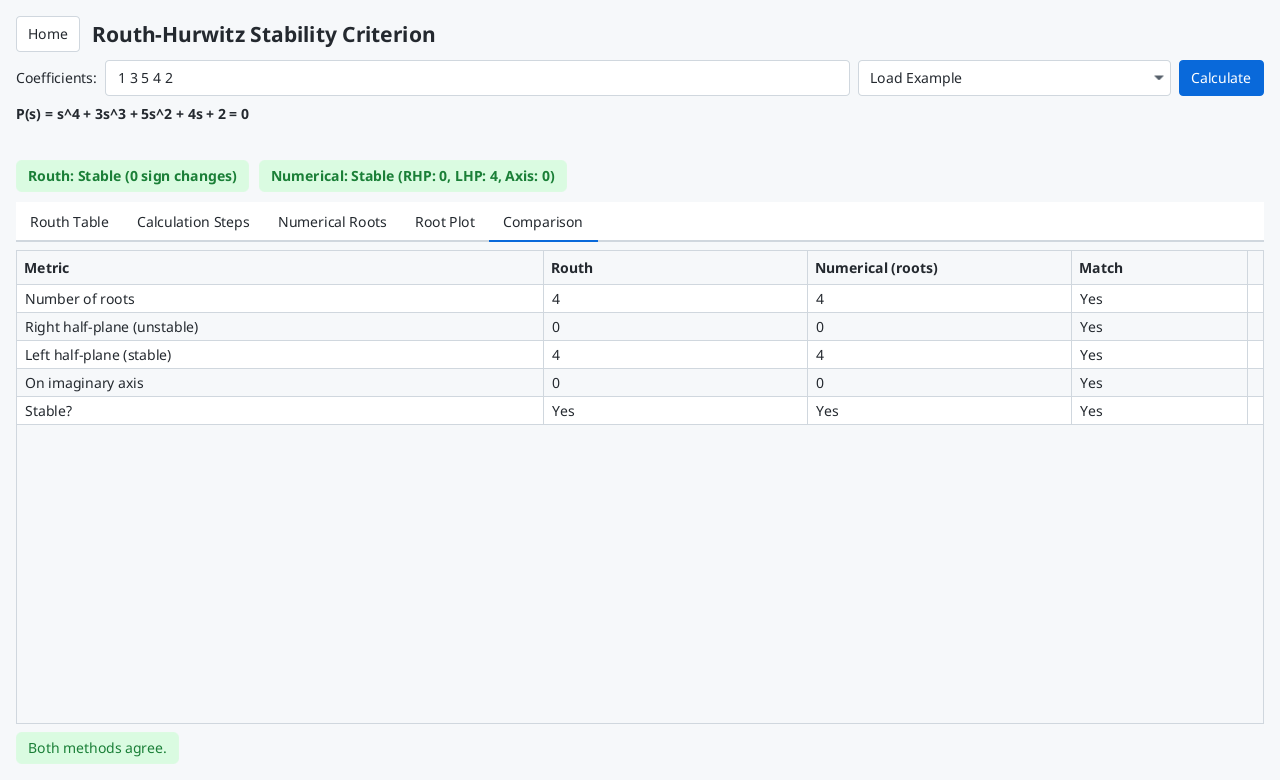 Home Routh-Hurwitz Stability Criterion
Coefficients: 1 3 5 4 2 Load Example Calculate
P(s) = s^4 + 3s^3 + 5s^2 + 4s + 2 = 0
Routh: Stable (0 sign changes) Numerical: Stable (RHP: 0, LHP: 4, Axis: 0)
Routh Table Calculation Steps Numerical Roots Root Plot Comparison
Metric Routh Numerical (roots) Match
Number of roots 4 4 Yes
Right half-plane (unstable) 0 0 Yes
Left half-plane (stable) 4 4 Yes
On imaginary axis 0 0 Yes
Stable? Yes Yes Yes
Both methods agree.